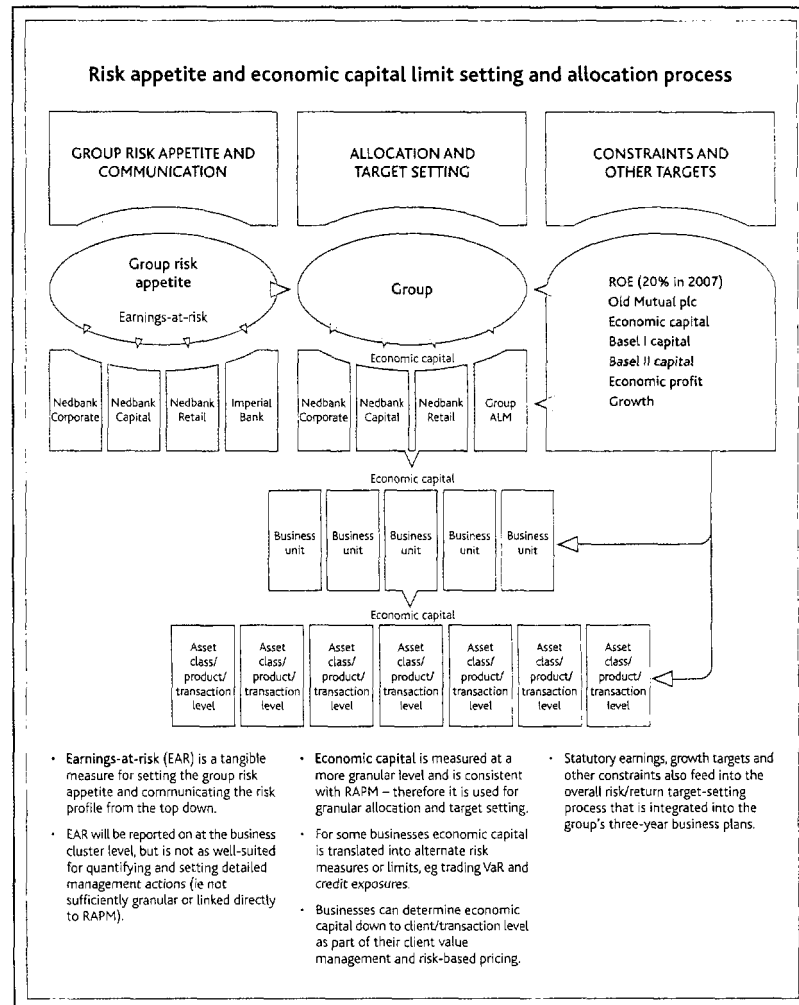 Risk appetite and economic capital limit setting and allocation process
GROUP RISK APPETITE AND
COMMUNICATION
ALLOCATION AND
TARGET SETTING
CONSTRAINTS AND
OTHER TARGETS
Group risk
appetite
Earnings-at-risk
Nedbank
Corporate
Nedbank
Capital
Nedbank
Retail
Imperial
Bank
Group
Economic capital
Nedbank
Corporate
Nedbank
Capital
Nedbank
Retail
Group
ALM
ROE (20% in 2007)
Old Mutual plc
Economic capital
Basel I capital
Basel II capital
Economic profit
Growth
Economic capital
Business
unit
Business
unit
Business
unit
Business
unit
Business
unit
Economic capital
Asset
class/
product/
transaction
level
Asset
class/
product/
transaction
level
Asset
class/
product/
transaction
level
Asset
class/
product/
transaction
level
Asset
class/
product/
transaction
level
Asset
class/
product/
transaction
level
Asset
class/
product/
transaction
level
• Earnings-at-risk (EAR) is a tangible
measure for setting the group risk
appetite and communicating the risk
profile from the top down.
• EAR will be reported on at the business
cluster level, but is not as well-suited
for quantifying and setting detailed
management actions (ie not
sufficiently granular or linked directly
to RAPM).
• Economic capital is measured at a
more granular level and is consistent
with RAPM – therefore it is used for
granular allocation and target setting.
• For some businesses economic capital
is translated into alternate risk
measures or limits, eg trading VaR and
credit exposures.
• Businesses can determine economic
capital down to client/transaction level
as part of their client value
management and risk-based pricing.
• Statutory earnings, growth targets and
other constraints also feed into the
overall risk/return target-setting
process that is integrated into the
group's three-year business plans.